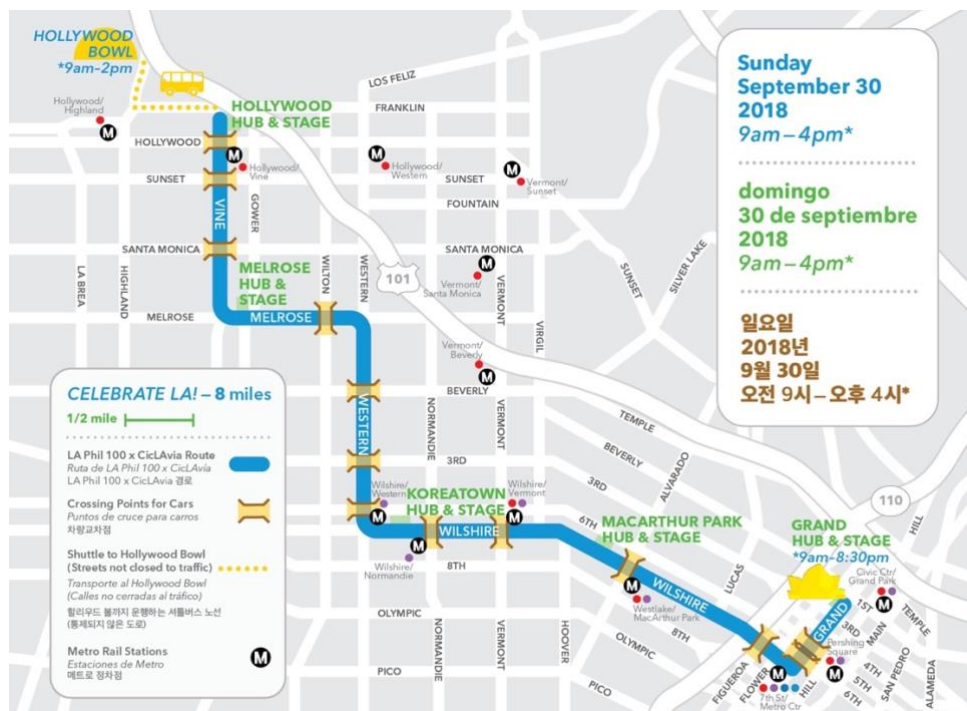 HOLLYWOOD
BOWL
*9am–2pm
Hollywood/
Highland
M
HOLLYWOOD
HUB & STAGE
LOS FELIZ
FRANKLIN
HOLLYWOOD
M
Hollywood/
Vine
M
Hollywood/
Western
M
Vermont/
Sunset
SUNSET
SUNSET
FOUNTAIN
VINE
GOWER
SANTA MONICA
SANTA MONICA
LA BREA
HIGHLAND
MELROSE
HUB &
STAGE
WILTON
WESTERN
101
M
Vermont/
Santa Monica
VERMONT
VIRGIL
SUNSET
SILVER LAKE
MELROSE
MELROSE
Vermont/
Beverly
M
BEVERLY
WESTERN
NORMANDIE
VERMONT
3RD
TEMPLE
BEVERLY
3RD
ALVARADO
6TH
Wilshire/
Western
M
KOREATOWN
HUB & STAGE
Wilshire/
Vermont
M
WILSHIRE
M
Wilshire/
Normandie
8TH
MACARTHUR PARK
HUB & STAGE
WILSHIRE
M
Westlake/
MacArthur Park
LUCAS
110
HILL
GRAND
HUB & STAGE
*9am–8:30pm
Civic Ctr/
Grand Park
M
GRAND
1ST
3RD
MAIN
TEMPLE
Pershing
Square
M
4TH
5TH
6TH
SAN PEDRO
ALAMEDA
OLYMPIC
OLYMPIC
8TH
NORMANDIE
VERMONT
HOOVER
PICO
PICO
FIGUEROA
FLOWER
HILL
M
7th St/
Metro Ctr
Sunday
September 30
2018
9am – 4pm*
domingo
30 de septiembre
2018
9am – 4pm*
일요일
2018년
9월 30일
오전 9시 – 오후 4시*
CELEBRATE LA! – 8 miles
1/2 mile
LA Phil 100 x CicLAvia Route
Ruta de LA Phil 100 x CicLAvia
LA Phil 100 x CicLAvia 경로
Crossing Points for Cars
Puntos de cruce para carros
차량교차점
Shuttle to Hollywood Bowl
(Streets not closed to traffic)
Transporte al Hollywood Bowl
(Calles no cerradas al tráfico)
할리우드 볼까지 운행하는 셔틀버스 노선
(통제되지 않은 도로)
Metro Rail Stations
Estaciones de Metro
메트로 정차점
M